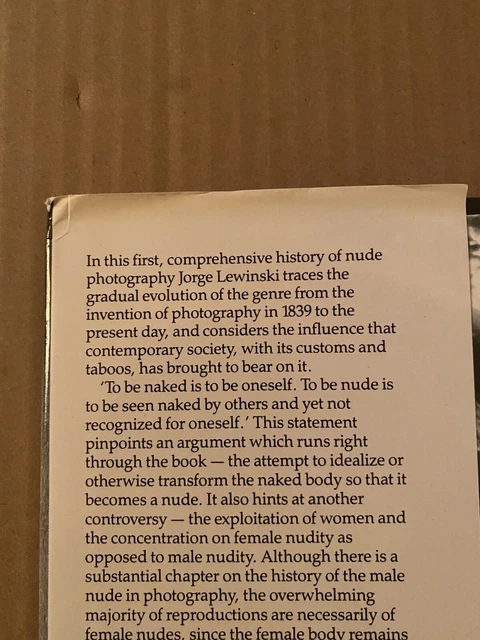 In this first, comprehensive history of nude
photography Jorge Lewinski traces the
gradual evolution of the genre from the
invention of photography in 1839 to the
present day, and considers the influence that
contemporary society, with its customs and
taboos, has brought to bear on it.
‘To be naked is to be oneself. To be nude is
to be seen naked by others and yet not
recognized for oneself.’ This statement
pinpoints an argument which runs right
through the book — the attempt to idealize or
otherwise transform the naked body so that it
becomes a nude. It also hints at another
controversy — the exploitation of women and
the concentration on female nudity as
opposed to male nudity. Although there is a
substantial chapter on the history of the male
nude in photography, the overwhelming
majority of reproductions are necessarily of
female nudes, since the female body remains